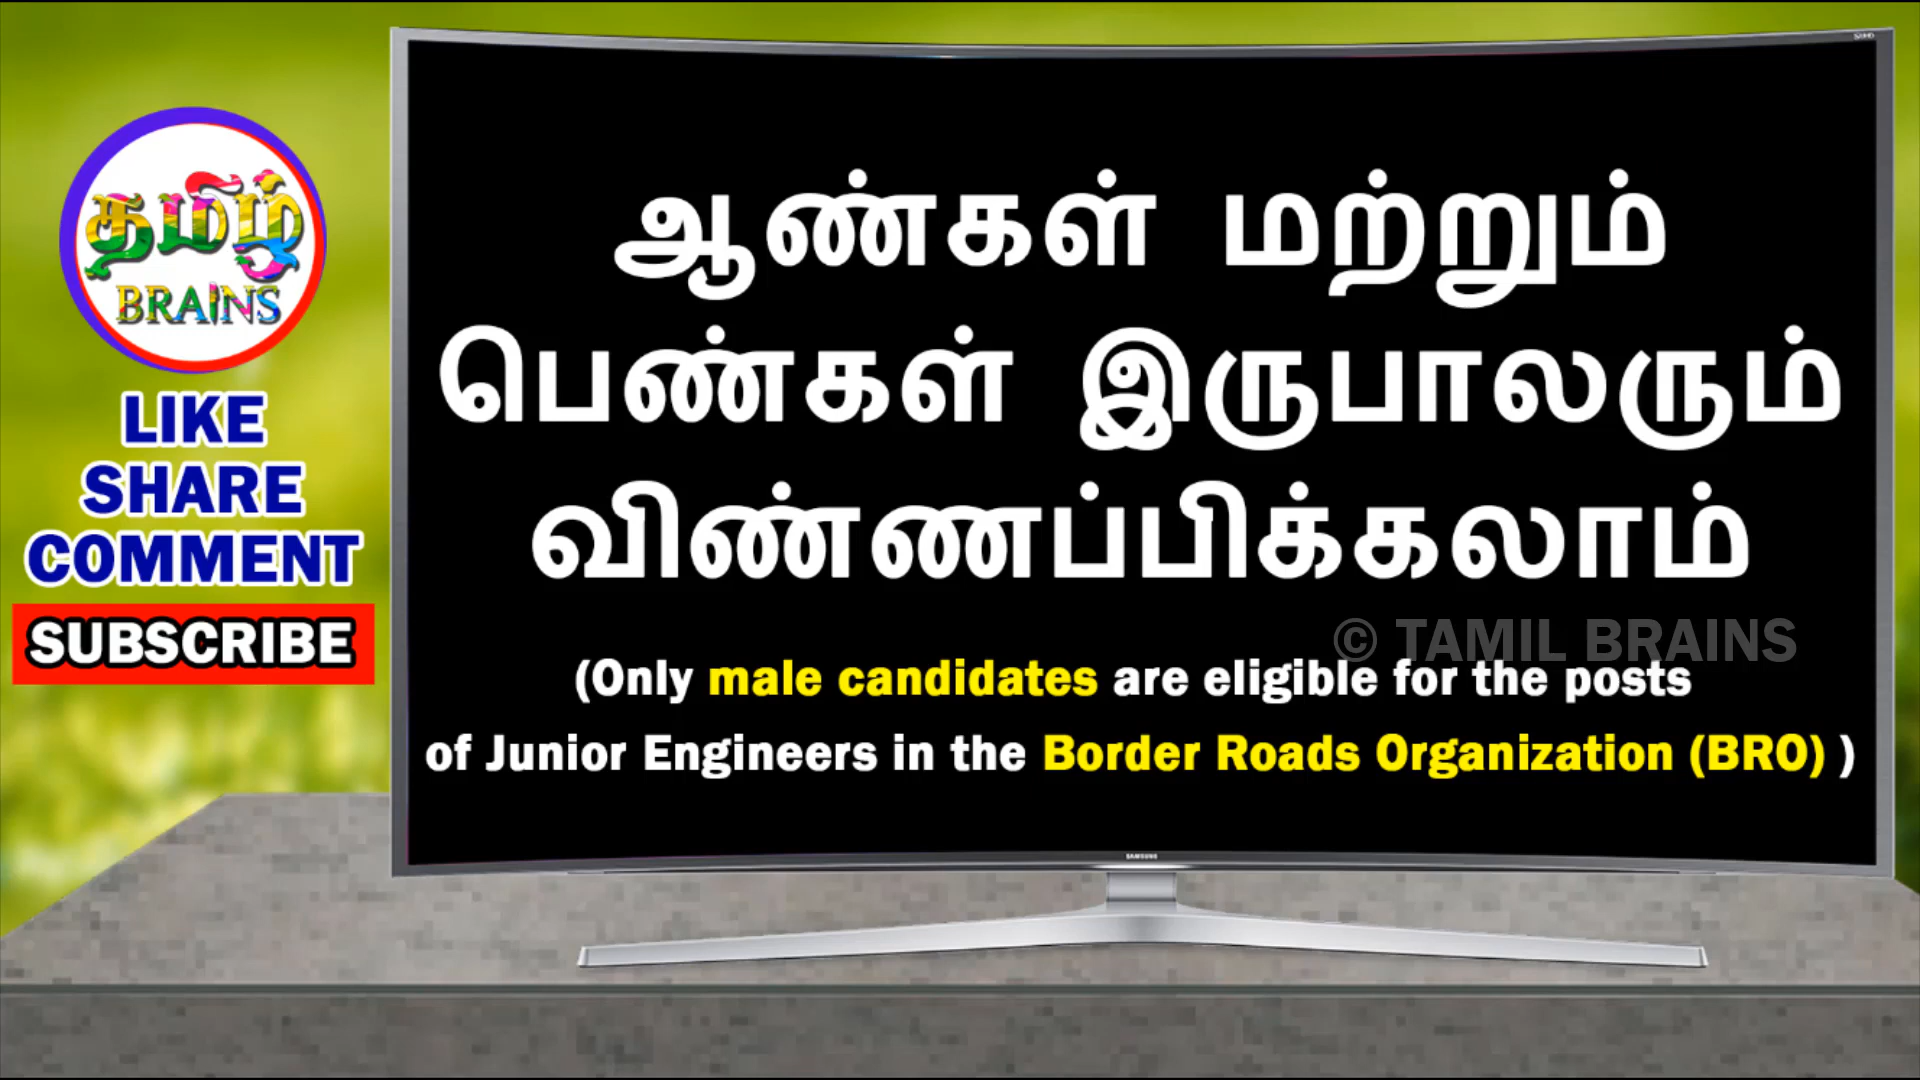 தமிழ்
BRAINS
LIKE
SHARE
COMMENT
SUBSCRIBE
ஆண்கள் மற்றும்
பெண்கள் இருபாலரும்
விண்ணப்பிக்கலாம்
© TAMIL BRAINS
(Only male candidates are eligible for the posts
of Junior Engineers in the Border Roads Organization (BRO) )
SAMSUNG